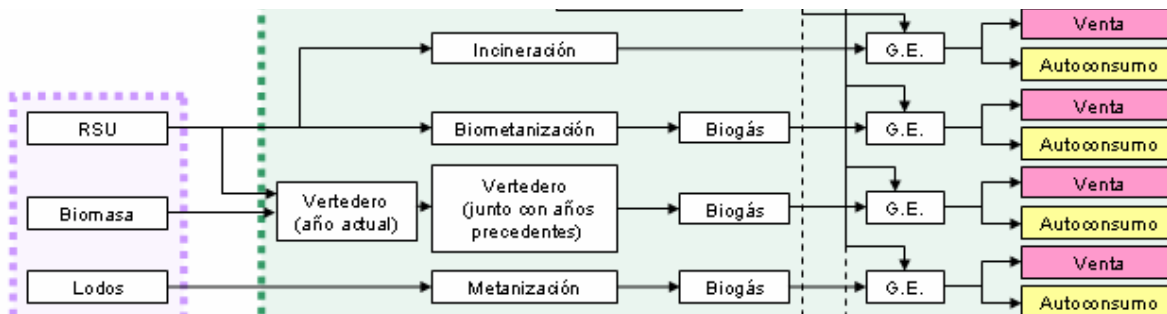 Venta
Incineración
G.E.
Autoconsumo
RSU
Biometanización
Biogás
G.E.
Venta
Autoconsumo
Biomasa
Vertedero
(año actual)
Vertedero
(junto con años
precedentes)
Biogás
G.E.
Venta
Autoconsumo
Lodos
Metanización
Biogás
G.E.
Venta
Autoconsumo